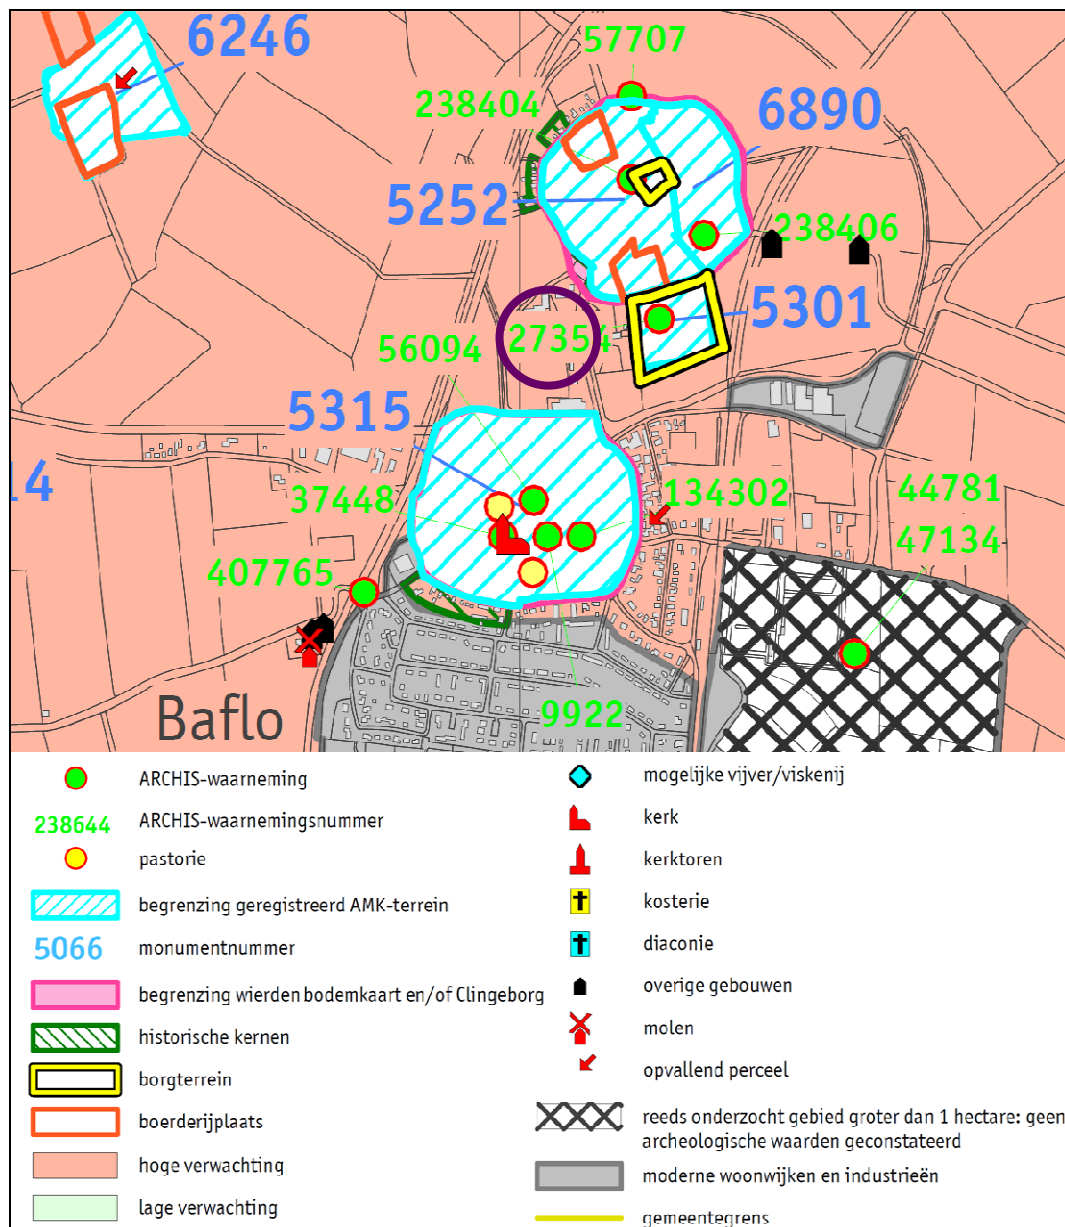 6246
57707
238404
6890
5252
238406
5301
27354
56094
5315
14
37448
134302
44781
47134
407765
9922
Baflo
ARCHIS-waarneming
238644
ARCHIS-waarnemingsnummer
pastorie
begrenzing geregistreerd AMK-terrein
5066
monumentnummer
begrenzing wierden bodemkaart en/of Clingeborg
historische kernen
borgterrein
boerderijplaats
hoge verwachting
lage verwachting
mogelijke vijver/viskenij
kerk
kerktoren
kosterie
diaconie
overige gebouwen
molen
opvallend perceel
reeds onderzocht gebied groter dan 1 hectare: geen
archeologische waarden geconstateerd
moderne woonwijken en industrieën
gemeentegrens